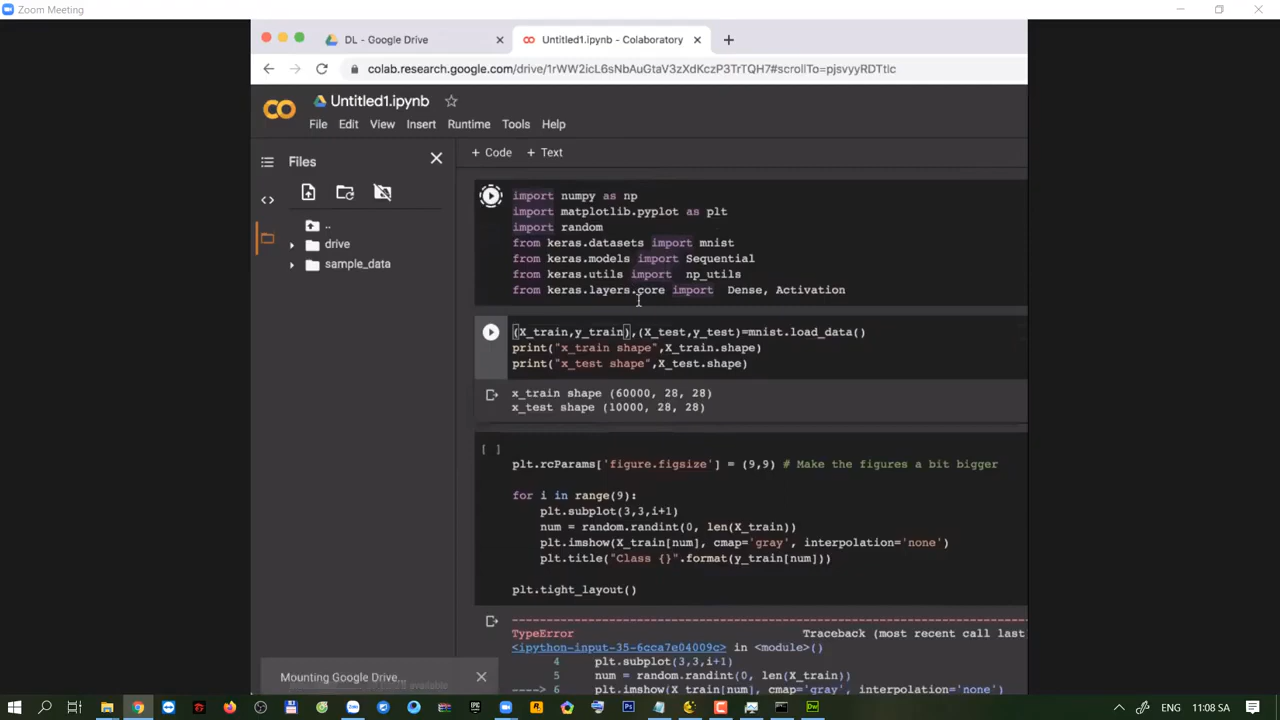 Zoom Meeting
DL - Google Drive
Untitled1.ipynb - Colaboratory
colab.research.google.com/drive/1rWW2icL6sNbAuGtaV3zXdKczP3TrTQH7#scrollTo=pjsvyyRDTtlc
Untitled1.ipynb
File Edit View Insert Runtime Tools Help
Files
+ Code + Text
..
drive
sample_data
import numpy as np
import matplotlib.pyplot as plt
import random
from keras.datasets import mnist
from keras.models import Sequential
from keras.utils import np_utils
from keras.layers.core import Dense, Activation
(X_train,y_train),(X_test,y_test)=mnist.load_data()
print("x_train shape",X_train.shape)
print("x_test shape",X_test.shape)
x_train shape (60000, 28, 28)
x_test shape (10000, 28, 28)
[ ]
plt.rcParams['figure.figsize'] = (9,9) # Make the figures a bit bigger
for i in range(9):
plt.subplot(3,3,i+1)
num = random.randint(0, len(X_train))
plt.imshow(X_train[num], cmap='gray', interpolation='none')
plt.title("Class {}".format(y_train[num]))
plt.tight_layout()
TypeError Traceback (most recent call last
<ipython-input-35-6cca7e04009c> in <module>()
4 plt.subplot(3,3,i+1)
5 num = random.randint(0, len(X_train))
----> 6 plt.imshow(X_train[num], cmap='gray', interpolation='none')
Mounting Google Drive...
available
11:08 SA